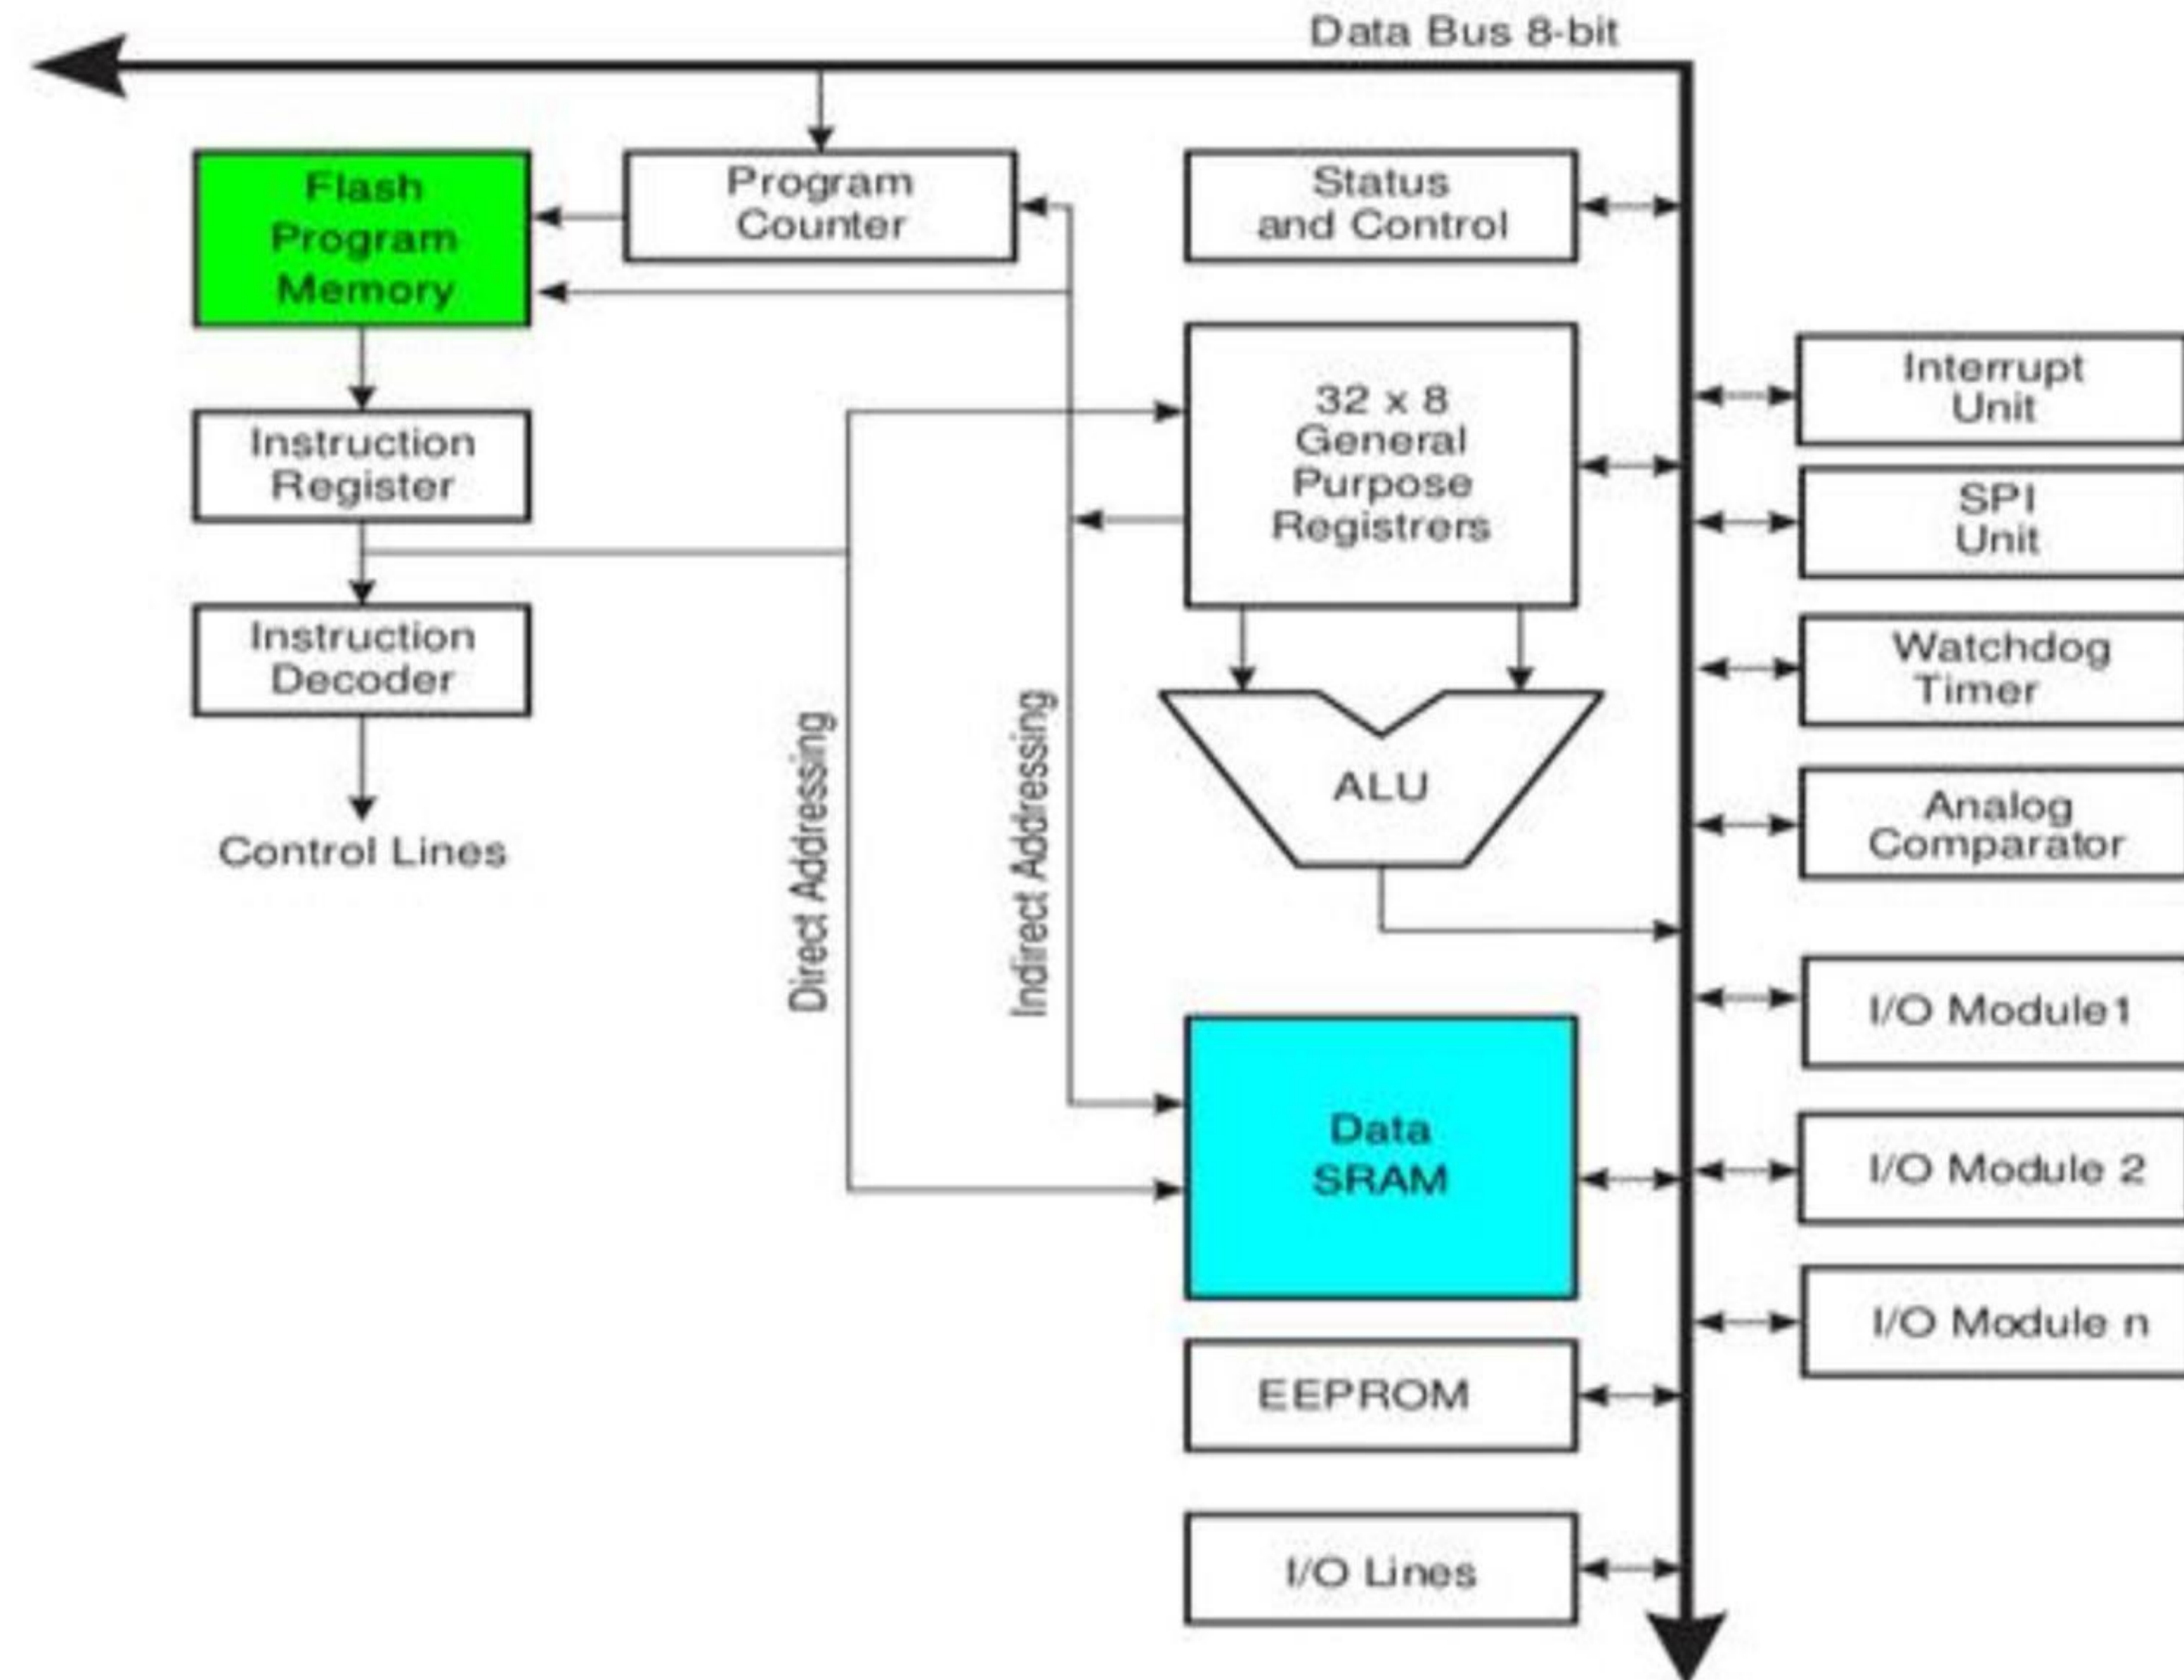 Data Bus 8-bit
Flash
Program
Memory
Program
Counter
Status
and Control
Instruction
Register
32 x 8
General
Purpose
Registrers
Interrupt
Unit
SPI
Unit
Instruction
Decoder
Watchdog
Timer
Control Lines
Direct Addressing
Indirect Addressing
ALU
Analog
Comparator
I/O Module1
Data
SRAM
I/O Module 2
I/O Module n
EEPROM
I/O Lines